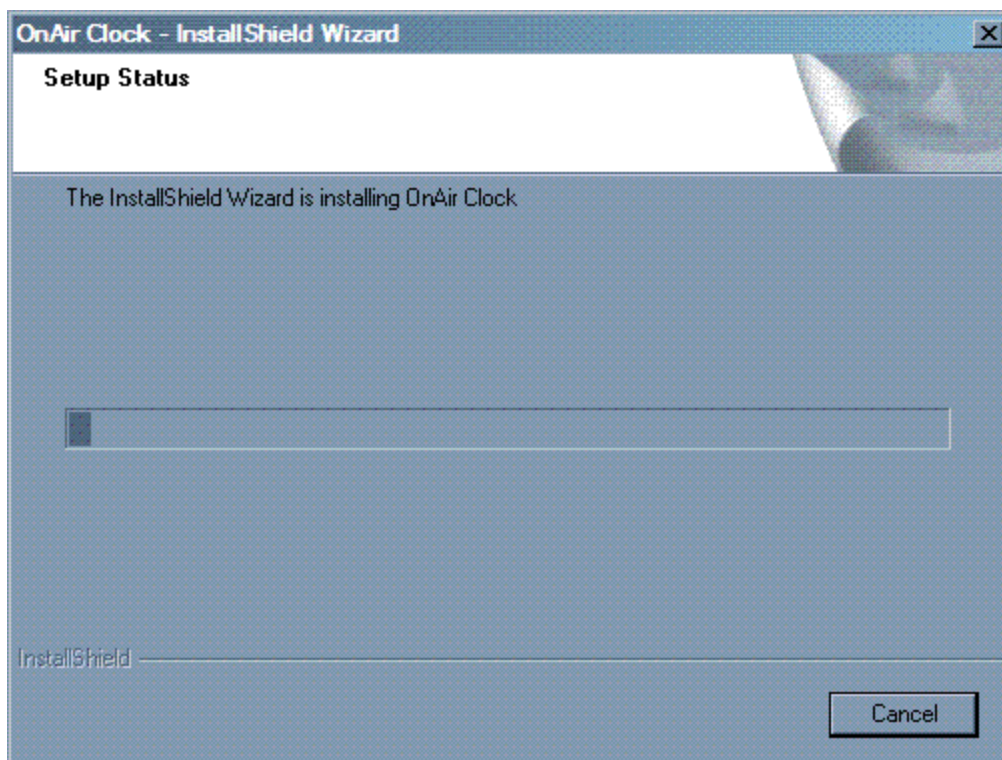 OnAir Clock - InstallShield Wizard
Setup Status
The InstallShield Wizard is installing OnAir Clock
InstallShield
Cancel